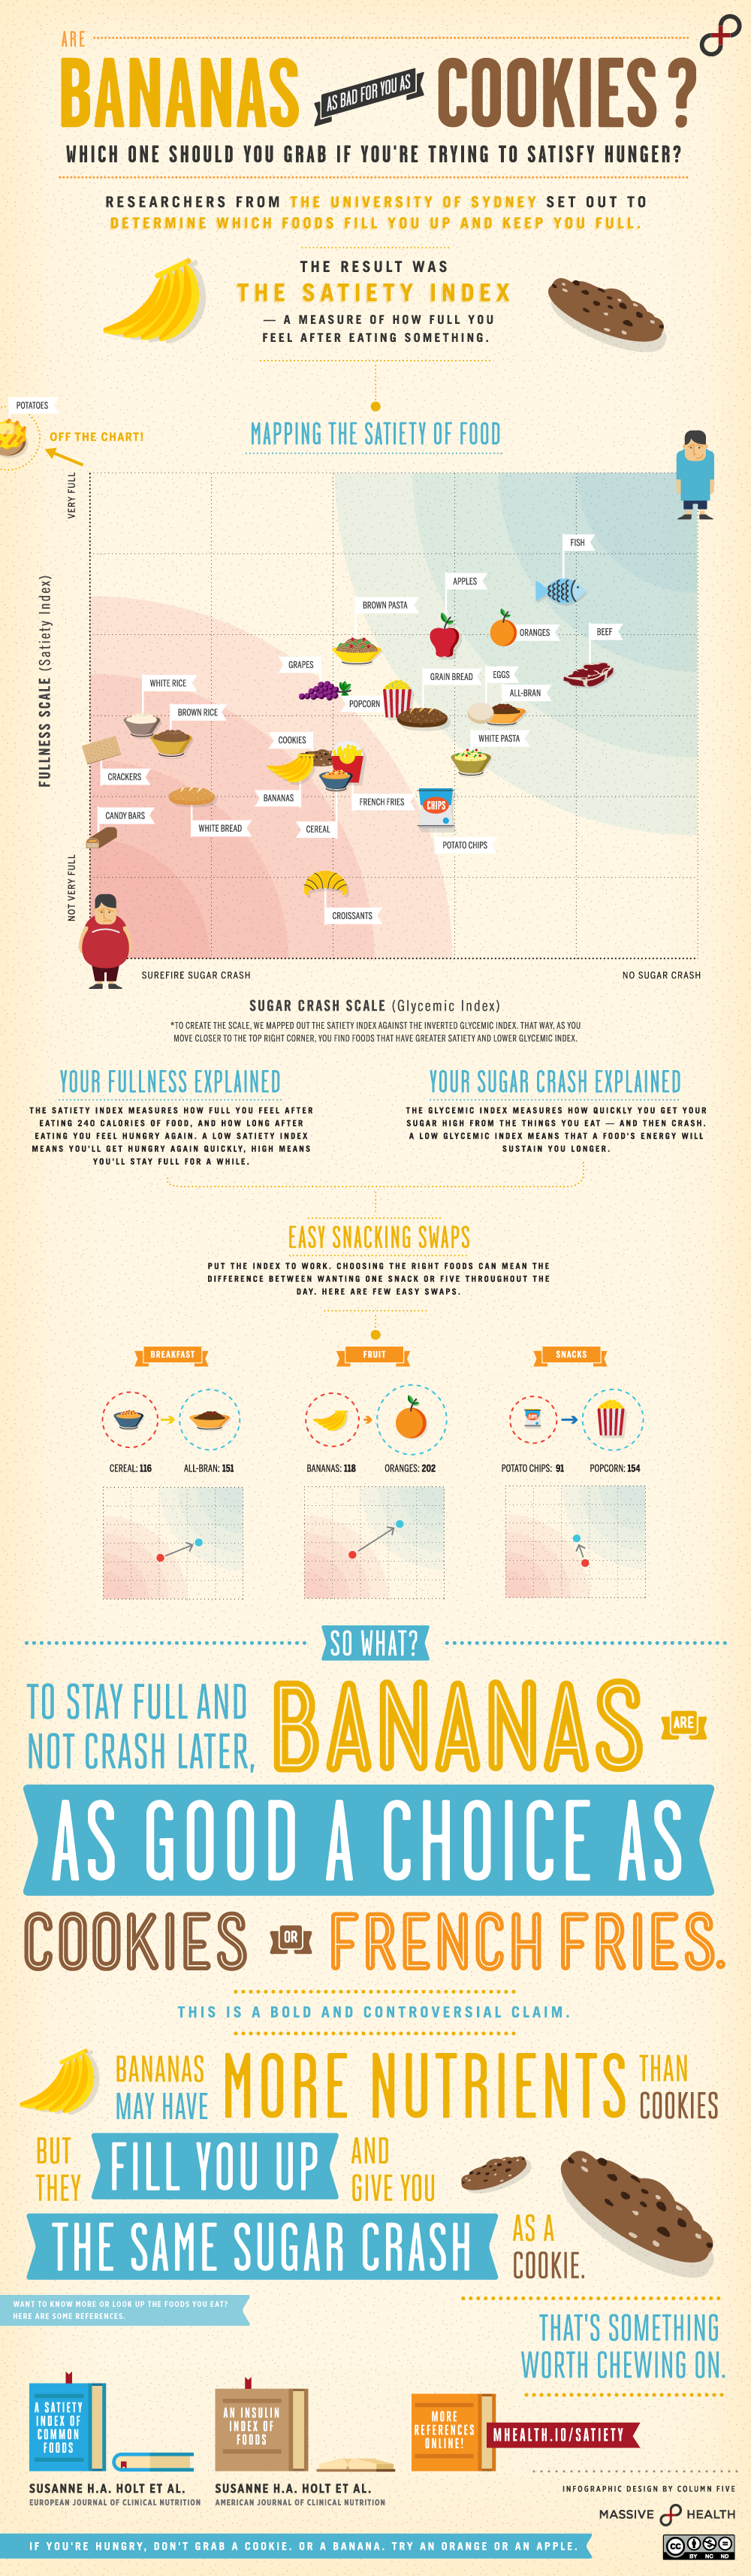 ARE
BANANAS AS BAD FOR YOU AS COOKIES?
WHICH ONE SHOULD YOU GRAB IF YOU'RE TRYING TO SATISFY HUNGER?
RESEARCHERS FROM THE UNIVERSITY OF SYDNEY SET OUT TO
DETERMINE WHICH FOODS FILL YOU UP AND KEEP YOU FULL.
THE RESULT WAS
THE SATIETY INDEX
— A MEASURE OF HOW FULL YOU
FEEL AFTER EATING SOMETHING.
POTATOES
OFF THE CHART!
MAPPING THE SATIETY OF FOOD
VERY FULL
FULLNESS SCALE (Satiety Index)
NOT VERY FULL
FISH
APPLES
BROWN PASTA
ORANGES
BEEF
GRAPES
POPCORN
GRAIN BREAD
EGGS
ALL-BRAN
WHITE RICE
BROWN RICE
COOKIES
WHITE PASTA
CRACKERS
BANANAS
FRENCH FRIES
CHIPS
CANDY BARS
WHITE BREAD
CEREAL
POTATO CHIPS
CROISSANTS
SUREFIRE SUGAR CRASH
NO SUGAR CRASH
SUGAR CRASH SCALE (Glycemic Index)
*TO CREATE THE SCALE, WE MAPPED OUT THE SATIETY INDEX AGAINST THE INVERTED GLYCEMIC INDEX. THAT WAY, AS YOU
MOVE CLOSER TO THE TOP RIGHT CORNER, YOU FIND FOODS THAT HAVE GREATER SATIETY AND LOWER GLYCEMIC INDEX.
YOUR FULLNESS EXPLAINED
THE SATIETY INDEX MEASURES HOW FULL YOU FEEL AFTER
EATING 240 CALORIES OF FOOD, AND HOW LONG AFTER
EATING YOU FEEL HUNGRY AGAIN. A LOW SATIETY INDEX
MEANS YOU'LL GET HUNGRY AGAIN QUICKLY, HIGH MEANS
YOU'LL STAY FULL FOR A WHILE.
YOUR SUGAR CRASH EXPLAINED
THE GLYCEMIC INDEX MEASURES HOW QUICKLY YOU GET YOUR
SUGAR HIGH FROM THE THINGS YOU EAT — AND THEN CRASH.
A LOW GLYCEMIC INDEX MEANS THAT A FOOD'S ENERGY WILL
SUSTAIN YOU LONGER.
EASY SNACKING SWAPS
PUT THE INDEX TO WORK. CHOOSING THE RIGHT FOODS CAN MEAN THE
DIFFERENCE BETWEEN WANTING ONE SNACK OR FIVE THROUGHOUT THE
DAY. HERE ARE FEW EASY SWAPS.
BREAKFAST
FRUIT
SNACKS
CEREAL: 116
ALL-BRAN: 151
BANANAS: 118
ORANGES: 202
POTATO CHIPS: 91
POPCORN: 154
SO WHAT?
TO STAY FULL AND
NOT CRASH LATER,
BANANAS ARE
AS GOOD A CHOICE AS
COOKIES OR FRENCH FRIES.
THIS IS A BOLD AND CONTROVERSIAL CLAIM.
BANANAS
MAY HAVE
MORE NUTRIENTS
THAN
COOKIES
BUT
THEY
FILL YOU UP
AND
GIVE YOU
THE SAME SUGAR CRASH
AS A
COOKIE.
WANT TO KNOW MORE OR LOOK UP THE FOODS YOU EAT?
HERE ARE SOME REFERENCES.
THAT'S SOMETHING
WORTH CHEWING ON.
A SATIETY
INDEX OF
COMMON
FOODS
AN INSULIN
INDEX OF
FOODS
MORE
REFERENCES
ONLINE!
MHEALTH.IO/SATIETY
SUSANNE H.A. HOLT ET AL.
EUROPEAN JOURNAL OF CLINICAL NUTRITION
SUSANNE H.A. HOLT ET AL.
AMERICAN JOURNAL OF CLINICAL NUTRITION
INFOGRAPHIC DESIGN BY COLUMN FIVE
MASSIVE HEALTH
IF YOU'RE HUNGRY, DON'T GRAB A COOKIE. OR A BANANA. TRY AN ORANGE OR AN APPLE.
CC BY NC ND